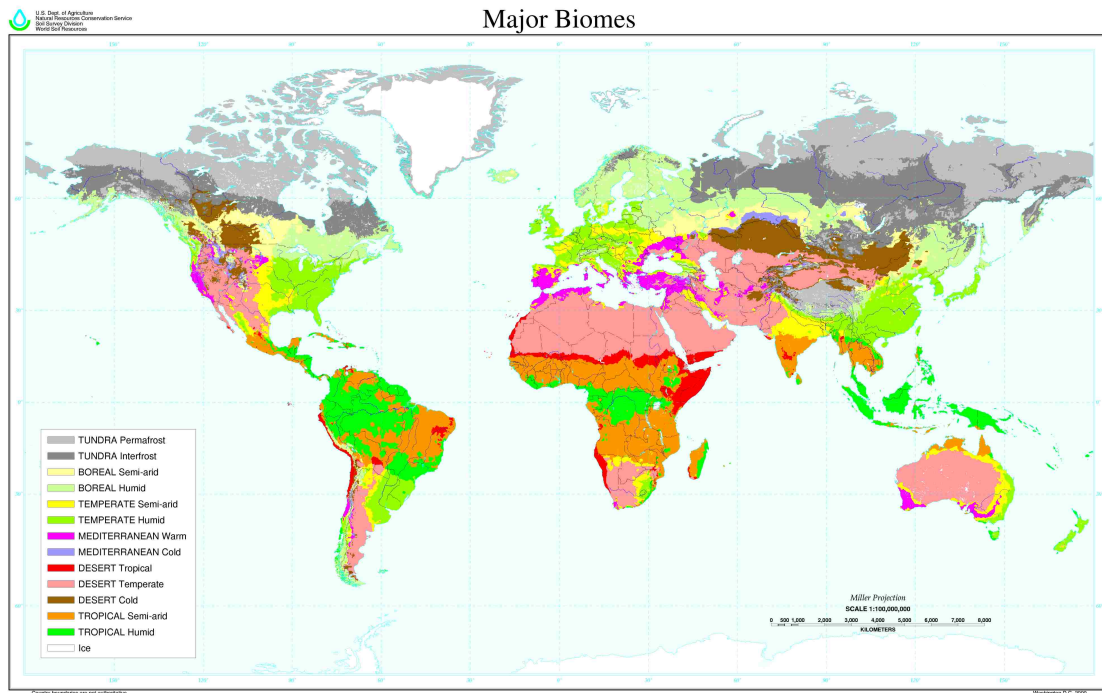 U.S. Dept. of Agriculture
Natural Resources Conservation Service
Soil Survey Division
World Soil Resources
Major Biomes
TUNDRA Permafrost
TUNDRA Interfrost
BOREAL Semi-arid
BOREAL Humid
TEMPERATE Semi-arid
TEMPERATE Humid
MEDITERRANEAN Warm
MEDITERRANEAN Cold
DESERT Tropical
DESERT Temperate
DESERT Cold
TROPICAL Semi-arid
TROPICAL Humid
Ice
Miller Projection
SCALE 1:100,000,000
0 500 1,000 2,000 3,000 4,000 5,000 6,000 7,000 8,000
KILOMETERS